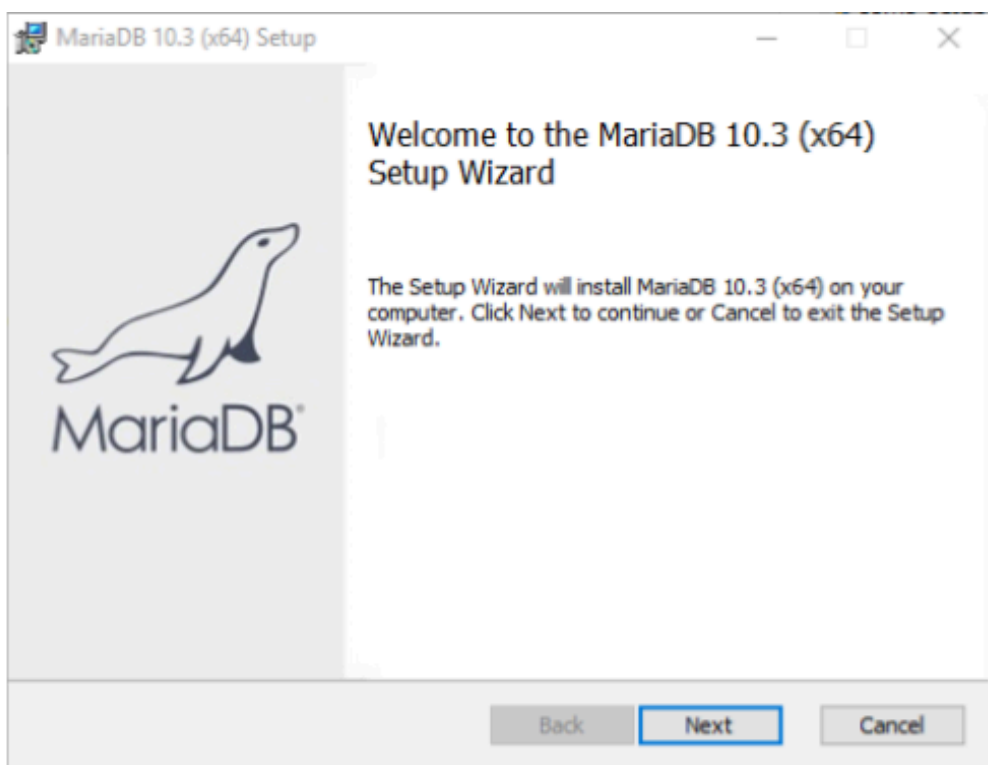 MariaDB 10.3 (x64) Setup
Welcome to the MariaDB 10.3 (x64)
Setup Wizard
The Setup Wizard will install MariaDB 10.3 (x64) on your
computer. Click Next to continue or Cancel to exit the Setup
Wizard.
MariaDB®
Back
Next
Cancel